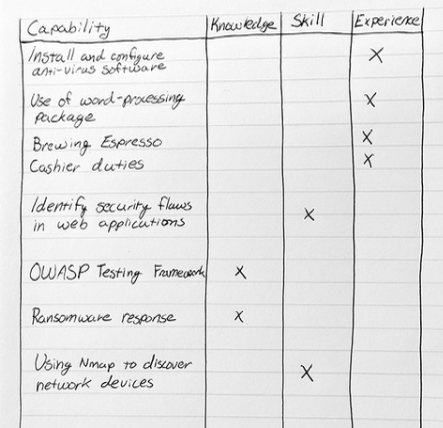 Capability Knowledge Skill Experience
Install and configure X
anti-virus software
Use of word-processing X
package
Brewing Espresso X
Cashier duties X
Identify security flaws X
in web applications
OWASP Testing Framework X
Ransomware response X
Using Nmap to discover X
network devices